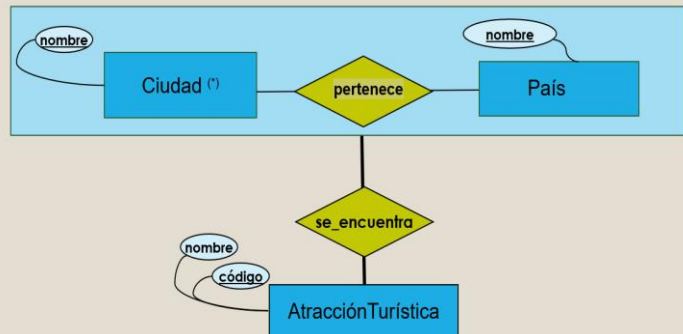 nombre
Ciudad (*)
pertenece
nombre
País
se_encuentra
nombre
código
AtracciónTurística